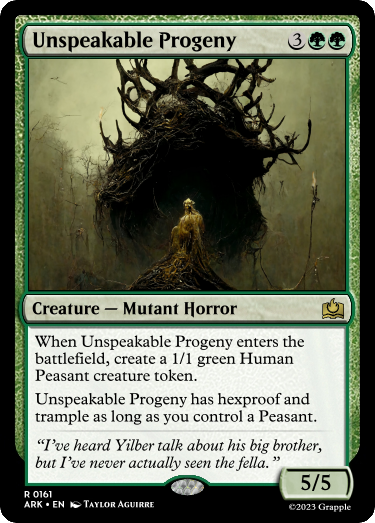 Unspeakable Progeny 3
Creature — Mutant Horror
When Unspeakable Progeny enters the
battlefield, create a 1/1 green Human
Peasant creature token.
Unspeakable Progeny has hexproof and
trample as long as you control a Peasant.
“I’ve heard Yilber talk about his big brother,
but I’ve never actually seen the fella.”
5/5
R 0161
ARK • EN Taylor Aguirre
©2023 Grapple